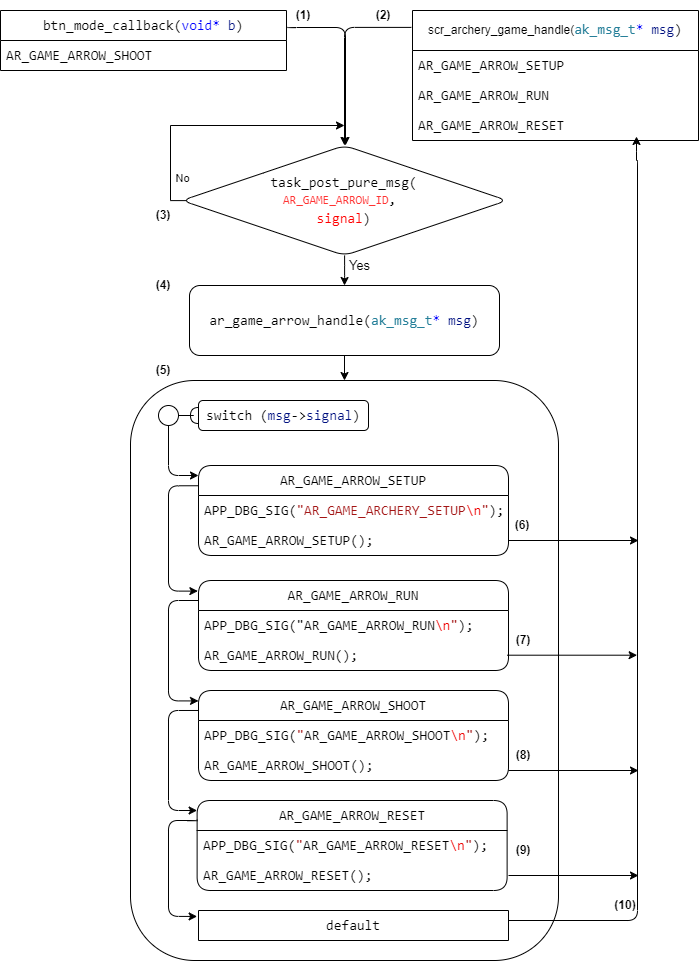 (1)
(2)
btn_mode_callback(void* b)
AR_GAME_ARROW_SHOOT
scr_archery_game_handle(ak_msg_t* msg)
AR_GAME_ARROW_SETUP
AR_GAME_ARROW_RUN
AR_GAME_ARROW_RESET
No
(3)
task_post_pure_msg(
AR_GAME_ARROW_ID,
signal)
Yes
(4)
ar_game_arrow_handle(ak_msg_t* msg)
(5)
switch (msg->signal)
AR_GAME_ARROW_SETUP
APP_DBG_SIG("AR_GAME_ARCHERY_SETUP\n");
AR_GAME_ARROW_SETUP();
(6)
AR_GAME_ARROW_RUN
APP_DBG_SIG("AR_GAME_ARROW_RUN\n");
AR_GAME_ARROW_RUN();
(7)
AR_GAME_ARROW_SHOOT
APP_DBG_SIG("AR_GAME_ARROW_SHOOT\n");
AR_GAME_ARROW_SHOOT();
(8)
AR_GAME_ARROW_RESET
APP_DBG_SIG("AR_GAME_ARROW_RESET\n");
AR_GAME_ARROW_RESET();
(9)
default
(10)